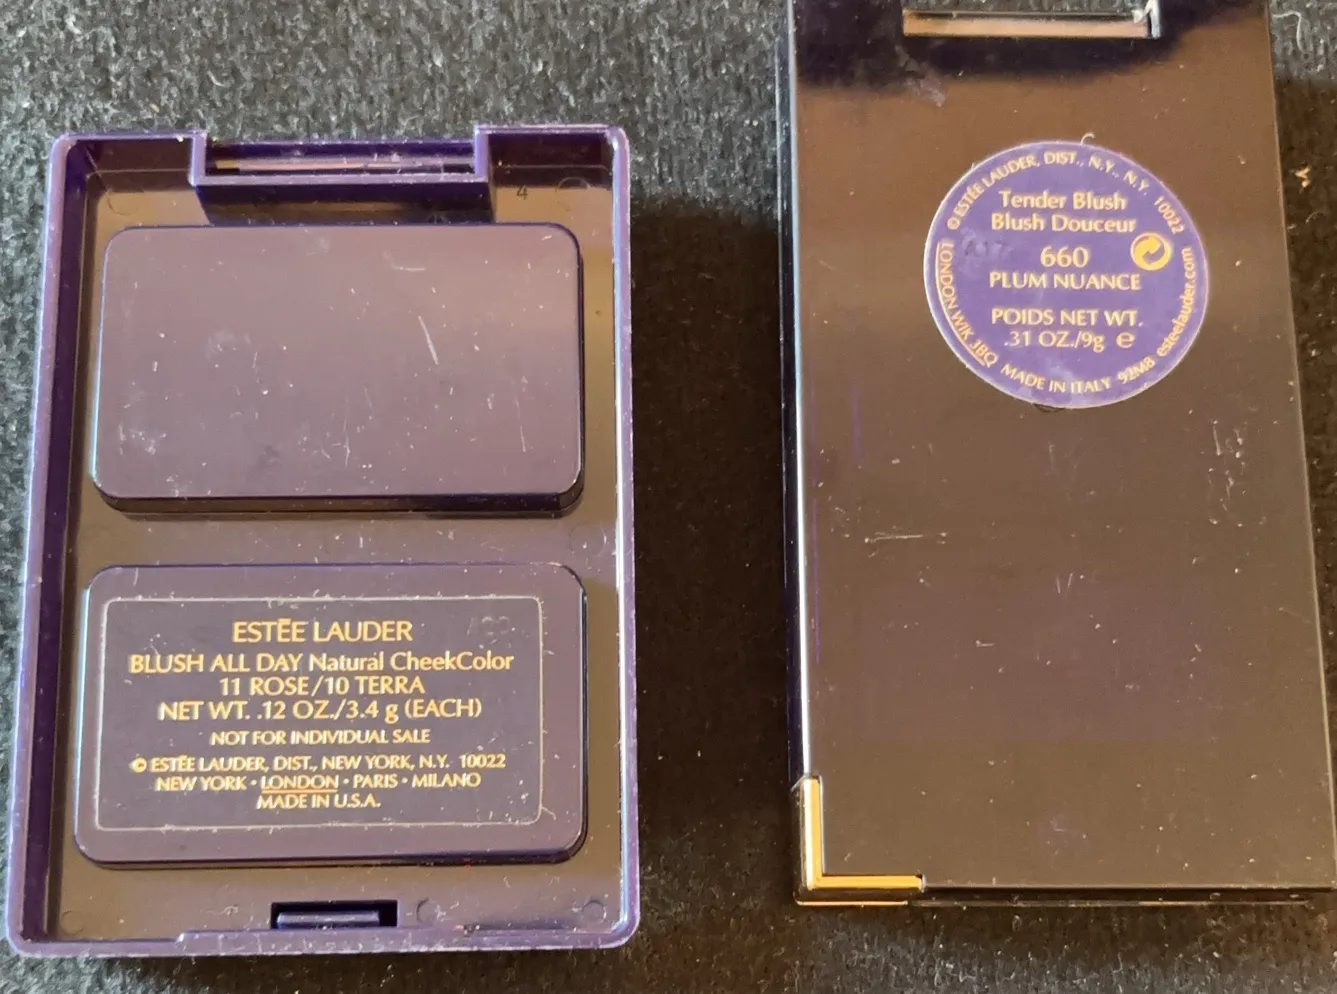 4
ESTĒE LAUDER
BLUSH ALL DAY Natural CheekColor
11 ROSE/10 TERRA
NET WT. .12 OZ./3.4 g (EACH)
NOT FOR INDIVIDUAL SALE
© ESTĒE LAUDER, DIST., NEW YORK, N.Y. 10022
NEW YORK • LONDON • PARIS • MILANO
MADE IN U.S.A.
© ESTĒE LAUDER, DIST., N.Y., N.Y. 10022
Tender Blush
Blush Douceur
660
PLUM NUANCE
POIDS NET WT.
.31 OZ./9g e
LONDON W1K 3BQ MADE IN ITALY 92M8 esteelauder.com